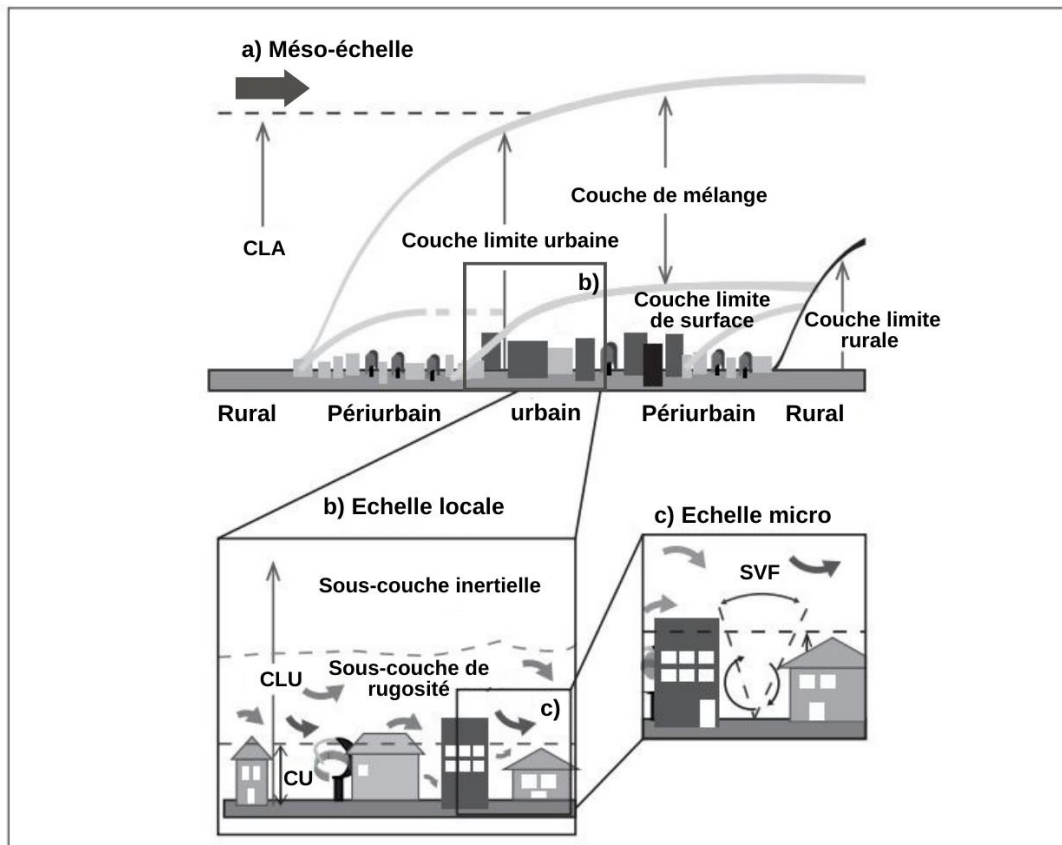 a) Méso-échelle
Couche de mélange
Couche limite urbaine
CLA
b)
Couche limite
de surface
Couche limite
rurale
Rural
Périurbain
urbain
Périurbain
Rural
b) Echelle locale
c) Echelle micro
Sous-couche inertielle
SVF
Sous-couche de
rugosité
CLU
c)
CU